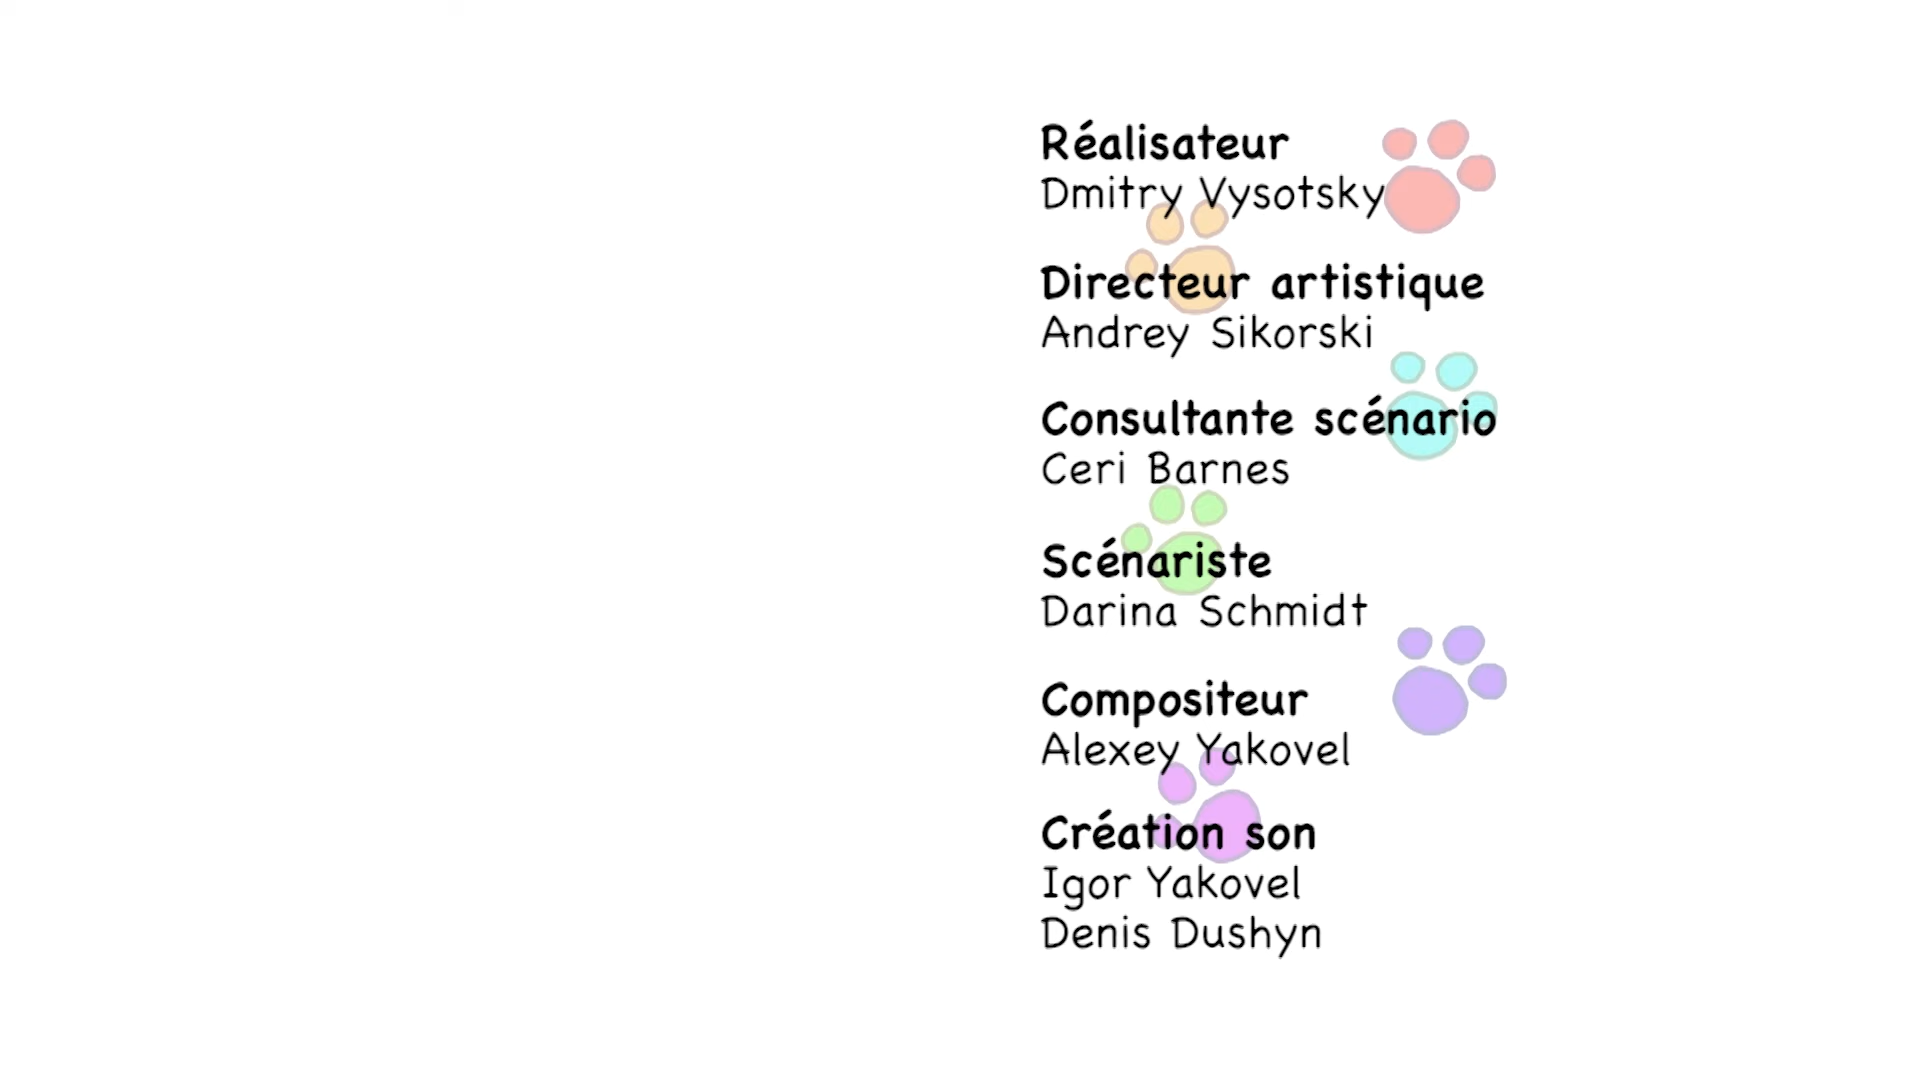 Réalisateur
Dmitry Vysotsky
Directeur artistique
Andrey Sikorski
Consultante scénario
Ceri Barnes
Scénariste
Darina Schmidt
Compositeur
Alexey Yakovel
Création son
Igor Yakovel
Denis Dushyn